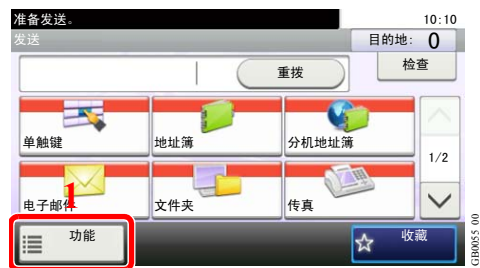 准备发送。 10:10
发送 目的地: 0
重拨 检查
单触键 地址簿 分机地址簿
1/2
电子邮件 文件夹 传真
1
功能 收藏
GB0055_00